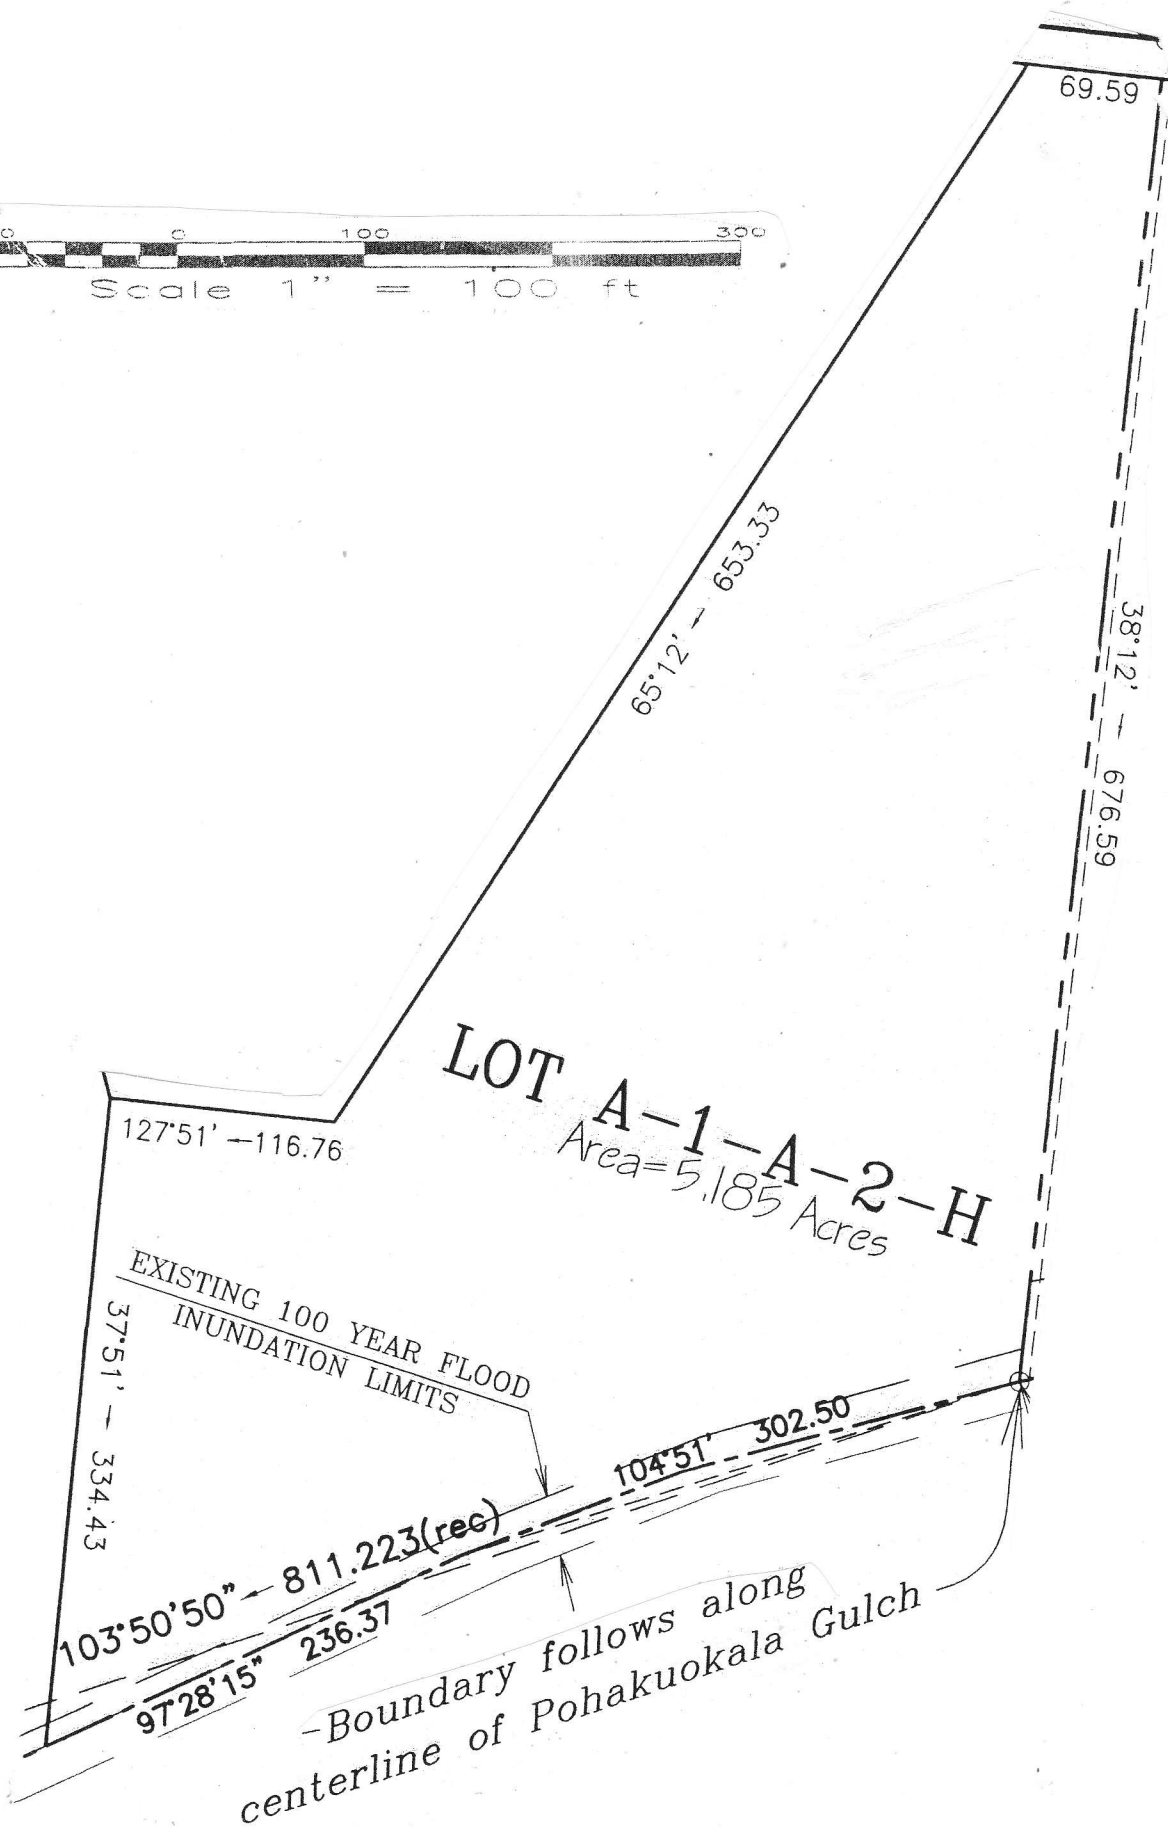 69.59
0 0 100 300
Scale 1” = 100 ft
65°12' — 653.33
38°12' — 676.59
LOT A-1-A-2-H
Area=5.185 Acres
127°51' —116.76
EXISTING 100 YEAR FLOOD
INUNDATION LIMITS
37°51' — 334.43
104°51' 302.50
103°50'50” — 811.223(rec)
97°28'15” 236.37
-Boundary follows along
centerline of Pohakuokala Gulch